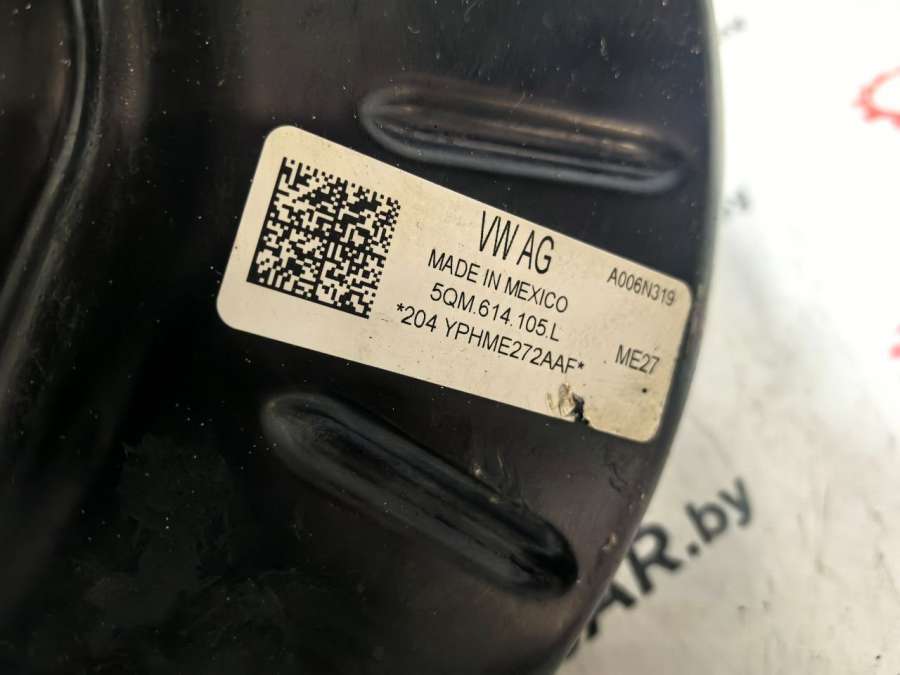 VW AG
MADE IN MEXICO
5QM.614.105.L
*204 YPHME272AAF*
A006N319
ME27
AR.by